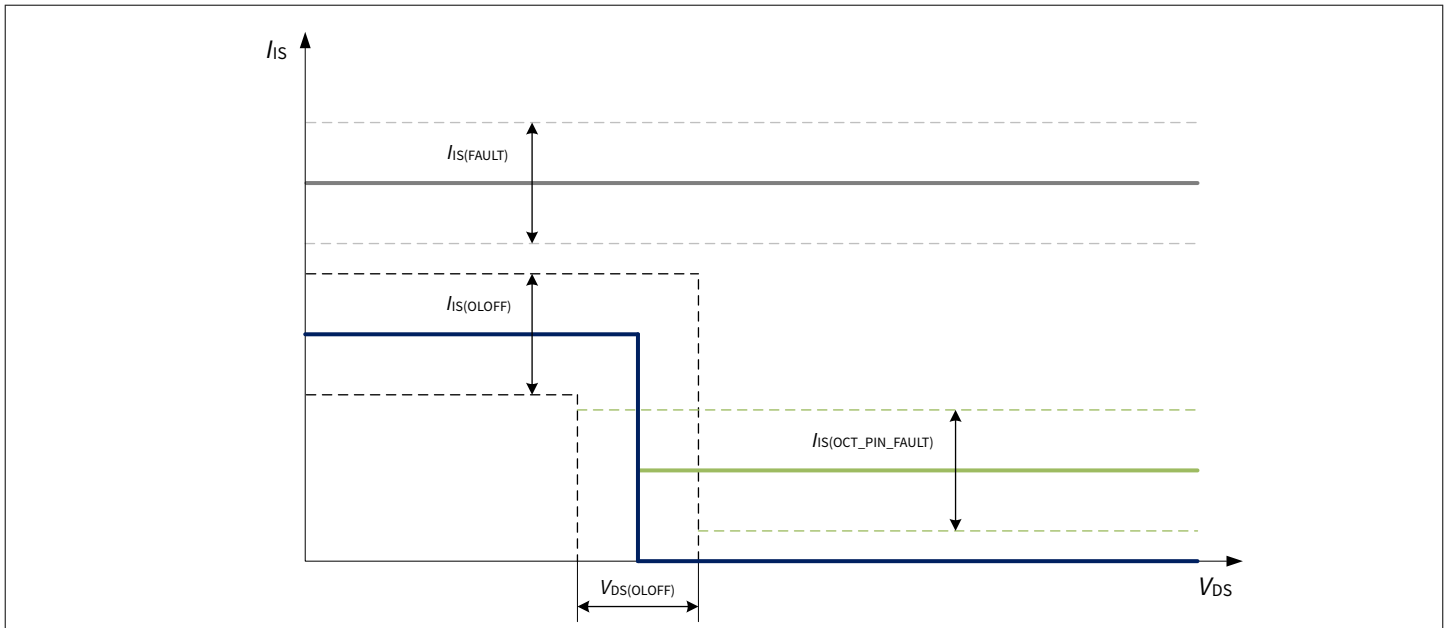 IIS
IIS(FAULT)
IIS(OLOFF)
IIS(OCT_PIN_FAULT)
VDS(OLOFF)
VDS